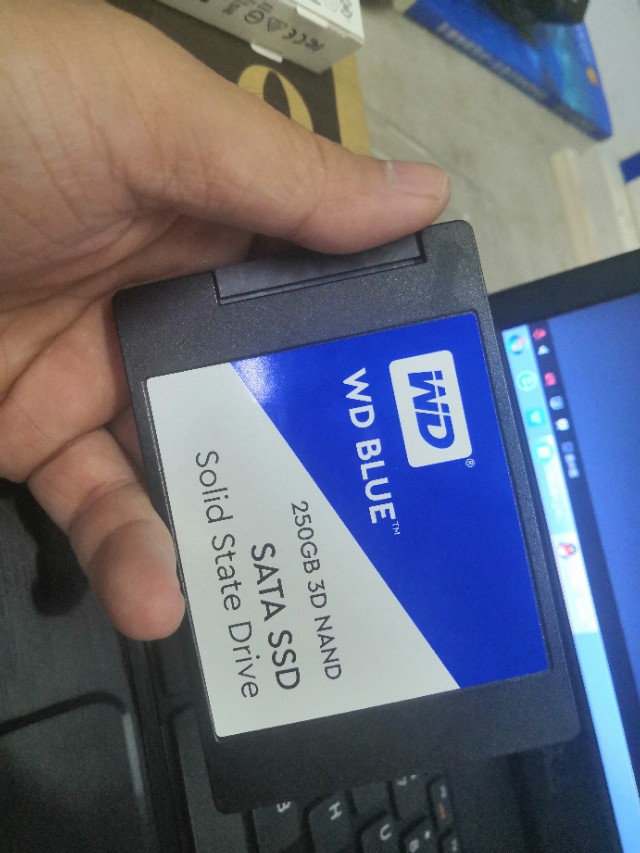 WD®
WD BLUE™
250GB 3D NAND
SATA SSD
Solid State Drive
H
U
B